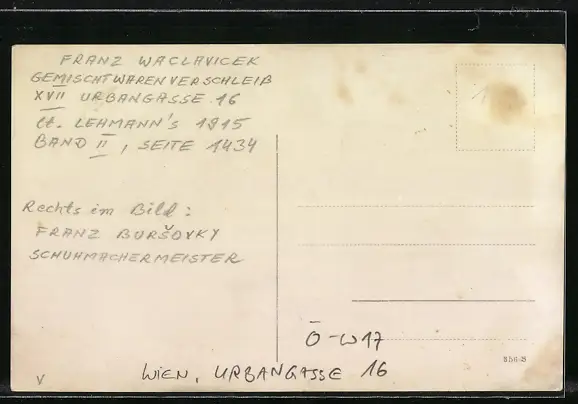 FRANZ WACLAVICEK
GEMISCHTWARENVERSCHLEIß
XVII URBANGASSE 16
lt. LEHMANN'S 1915
BAND II, SEITE 1434
Rechts im Bild:
FRANZ BURŠOVKY
SCHUHMACHERMEISTER
Ö-W17
WIEN, URBANGASSE 16
V